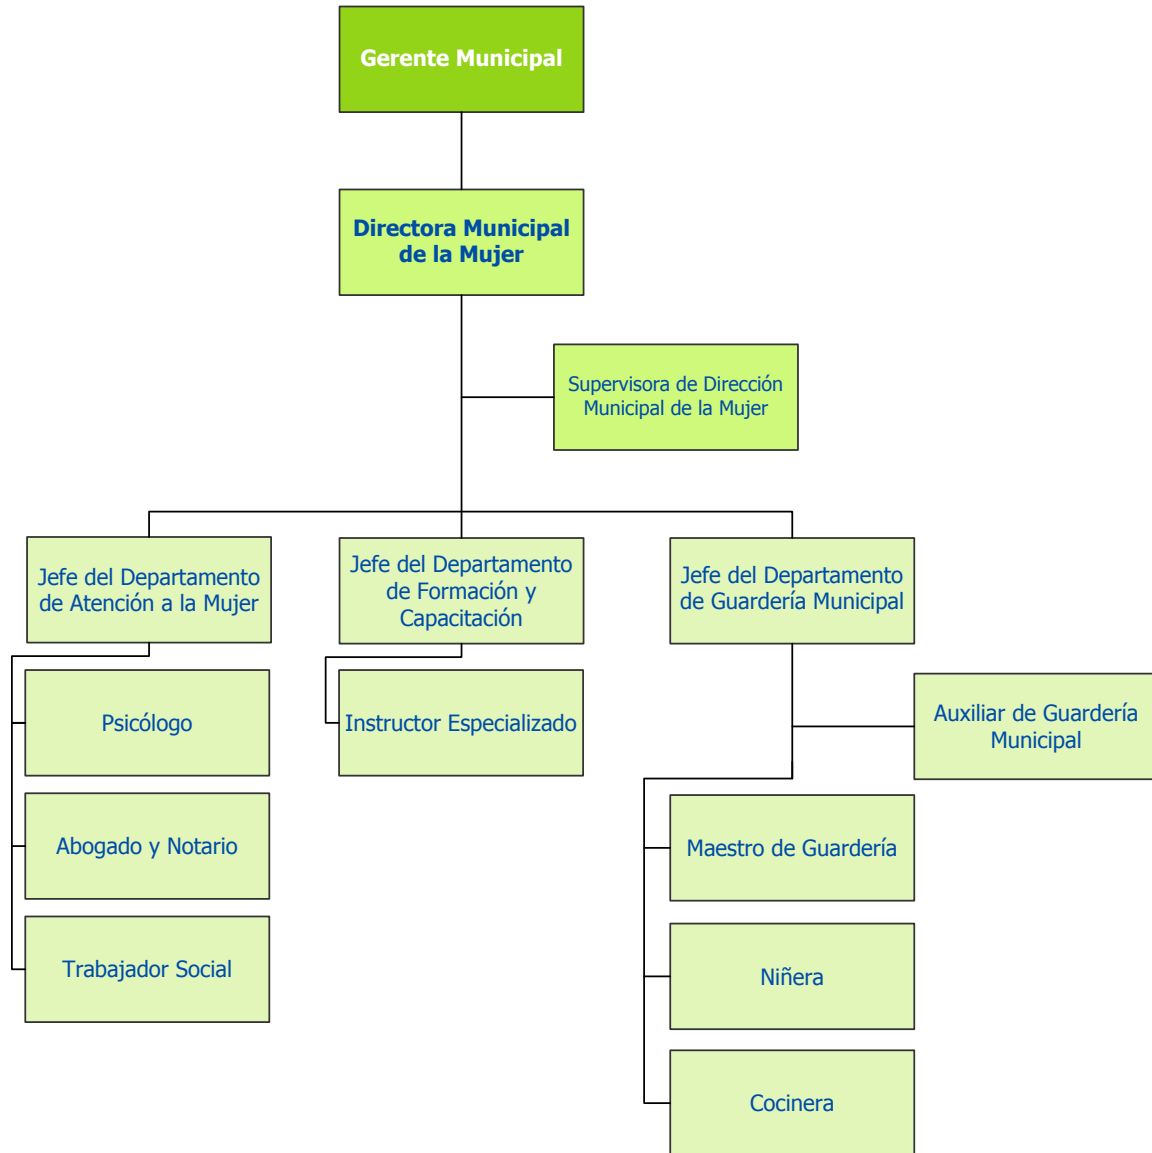 Gerente Municipal
Directora Municipal
de la Mujer
Supervisora de Dirección
Municipal de la Mujer
Jefe del Departamento
de Atención a la Mujer
Jefe del Departamento
de Formación y
Capacitación
Jefe del Departamento
de Guardería Municipal
Psicólogo
Instructor Especializado
Auxiliar de Guardería
Municipal
Abogado y Notario
Maestro de Guardería
Trabajador Social
Niñera
Cocinera